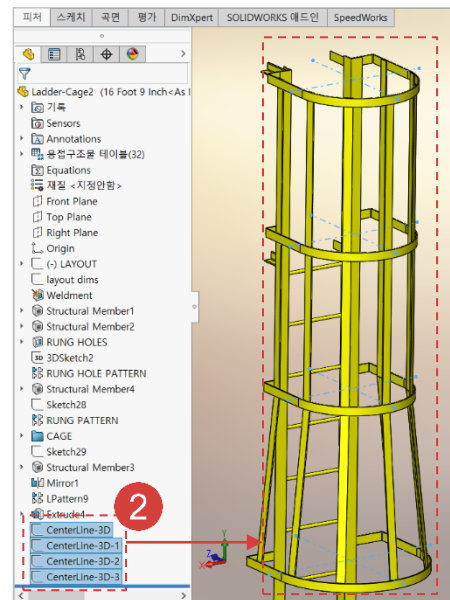 피처 스케치 곡면 평가 DimXpert SOLIDWORKS 애드인 SpeedWorks
Ladder-Cage2 (16 Foot 9 Inch<As
기록
Sensors
Annotations
용접구조물 테이블(32)
Equations
재질 <지정안함>
Front Plane
Top Plane
Right Plane
Origin
(-) LAYOUT
layout dims
Weldment
Structural Member1
Structural Member2
RUNG HOLES
3D 3DSketch2
RUNG HOLE PATTERN
Structural Member4
Sketch28
RUNG PATTERN
CAGE
Sketch29
Structural Member3
Mirror1
LPattern9
Extrude4
CenterLine-3D
CenterLine-3D-1
CenterLine-3D-2
CenterLine-3D-3
2
Y
Z
X